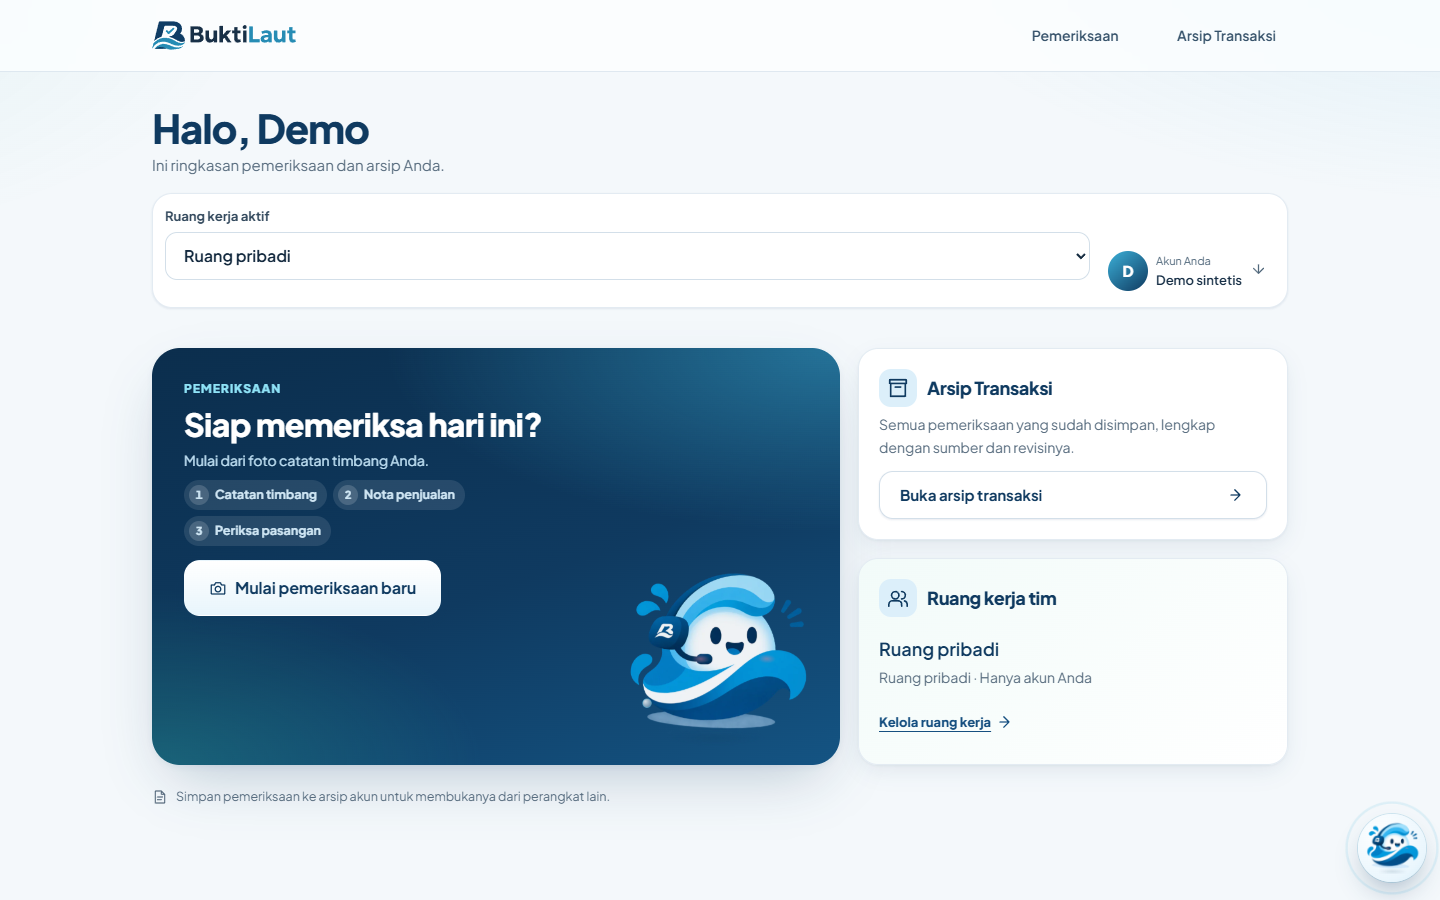 BuktiLaut
Pemeriksaan
Arsip Transaksi
Halo, Demo
Ini ringkasan pemeriksaan dan arsip Anda.
Ruang kerja aktif
Ruang pribadi
D
Akun Anda
Demo sintetis
PEMERIKSAAN
Siap memeriksa hari ini?
Mulai dari foto catatan timbang Anda.
1 Catatan timbang
2 Nota penjualan
3 Periksa pasangan
Mulai pemeriksaan baru
Arsip Transaksi
Semua pemeriksaan yang sudah disimpan, lengkap
dengan sumber dan revisinya.
Buka arsip transaksi
Ruang kerja tim
Ruang pribadi
Ruang pribadi · Hanya akun Anda
Kelola ruang kerja
Simpan pemeriksaan ke arsip akun untuk membukanya dari perangkat lain.